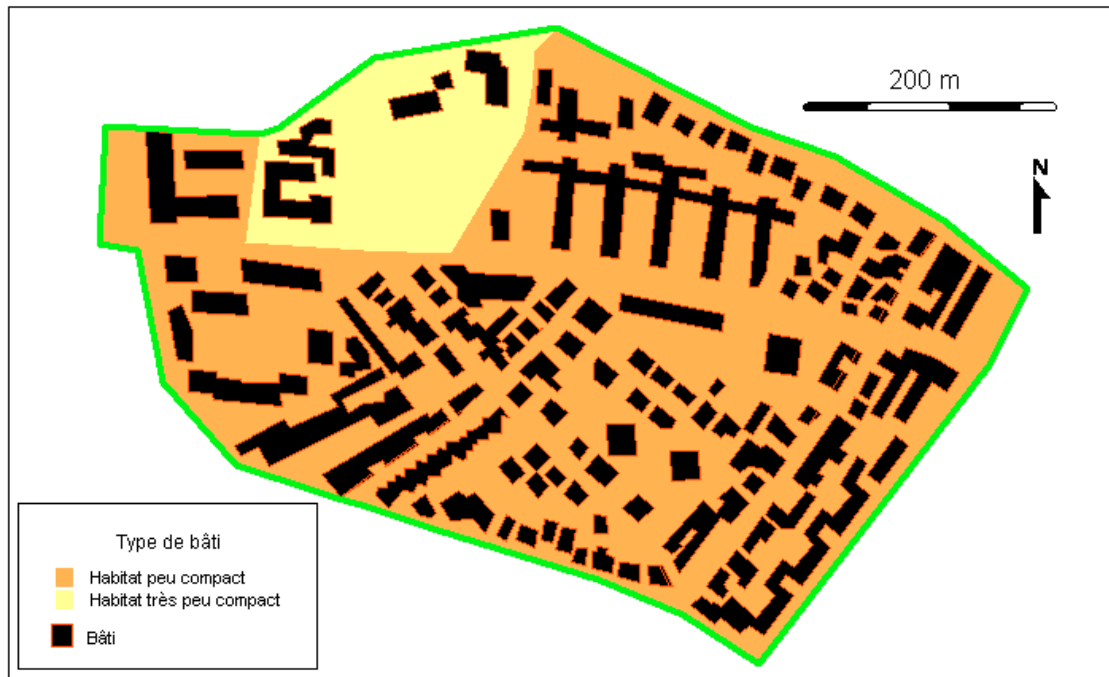 200 m
N
Type de bâti
Habitat peu compact
Habitat très peu compact
Bâti